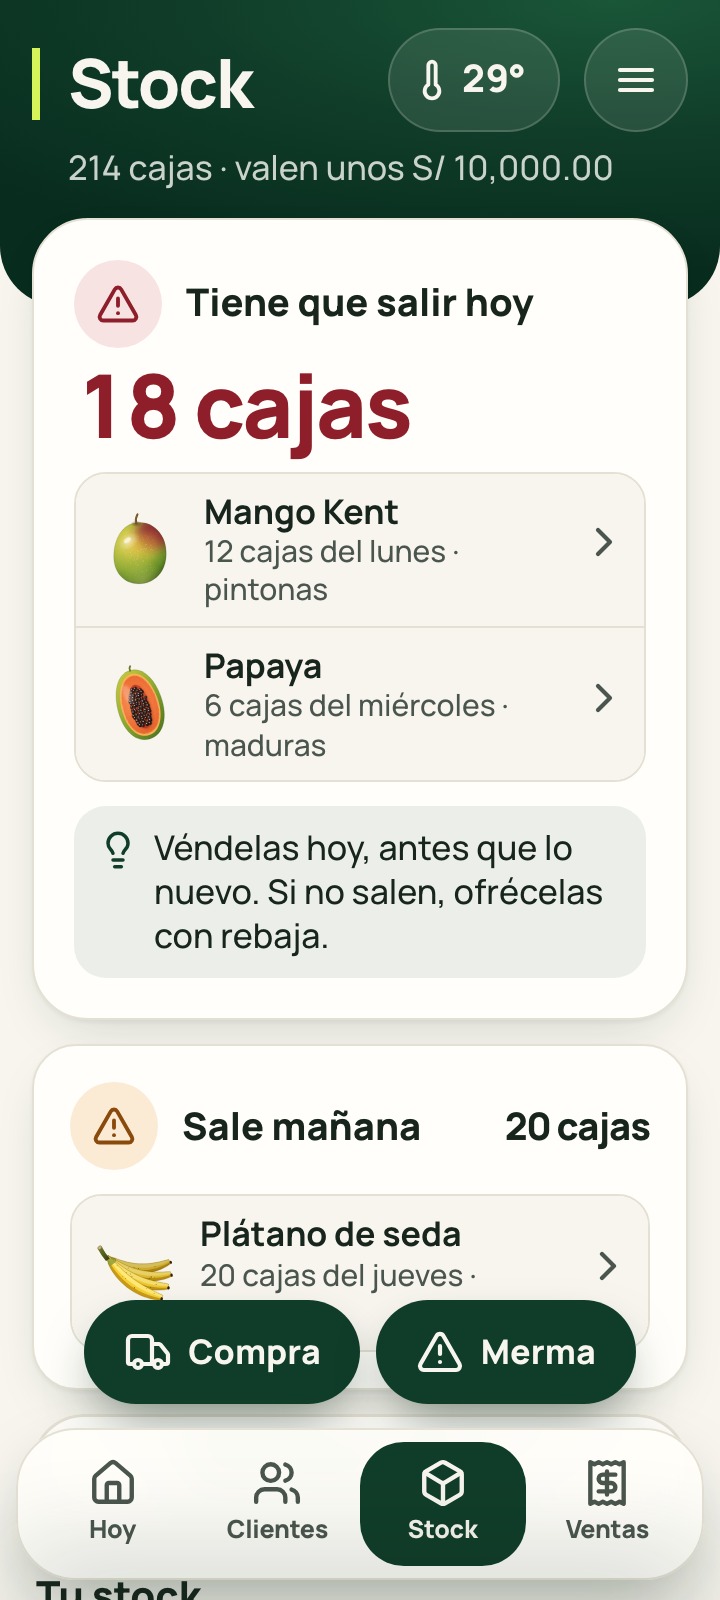 Stock
29°
214 cajas · valen unos S/ 10,000.00
Tiene que salir hoy
18 cajas
Mango Kent
12 cajas del lunes ·
pintonas
Papaya
6 cajas del miércoles ·
maduras
Véndelas hoy, antes que lo
nuevo. Si no salen, ofrécelas
con rebaja.
Sale mañana
20 cajas
Plátano de seda
20 cajas del jueves ·
Compra
Merma
Hoy
Clientes
Stock
Ventas
Tu stock